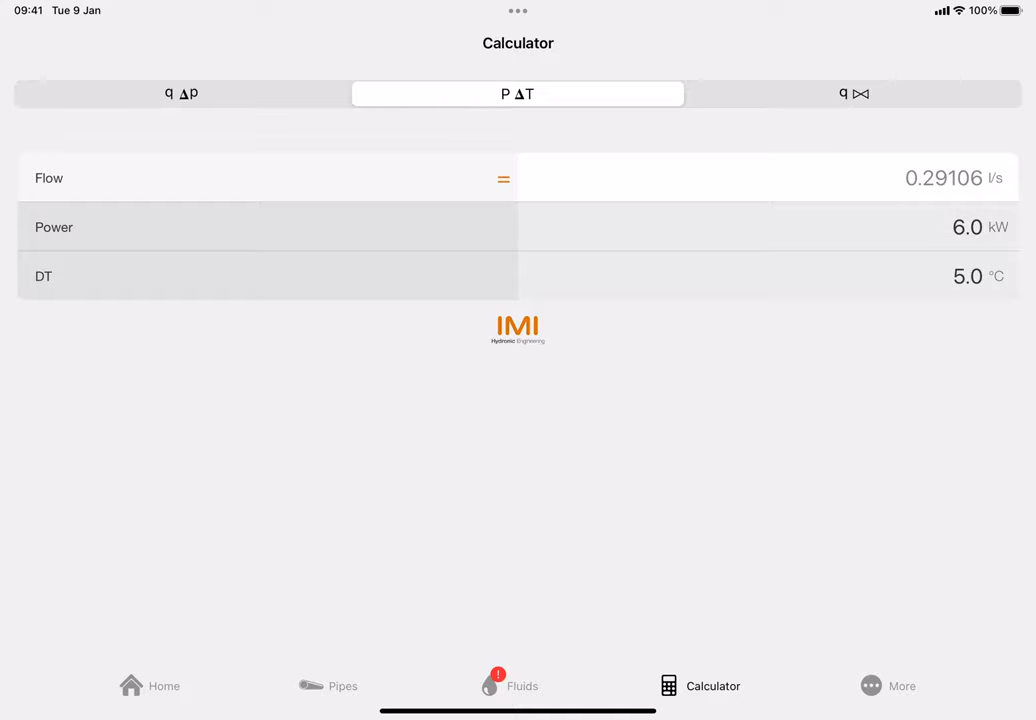 09:41 Tue 9 Jan
100%
Calculator
q Δp
P ΔT
q ⋈
Flow = 0.29106 l/s
Power 6.0 kW
DT 5.0 °C
IMI
Hydronic Engineering
Home
Pipes
! Fluids
Calculator
More